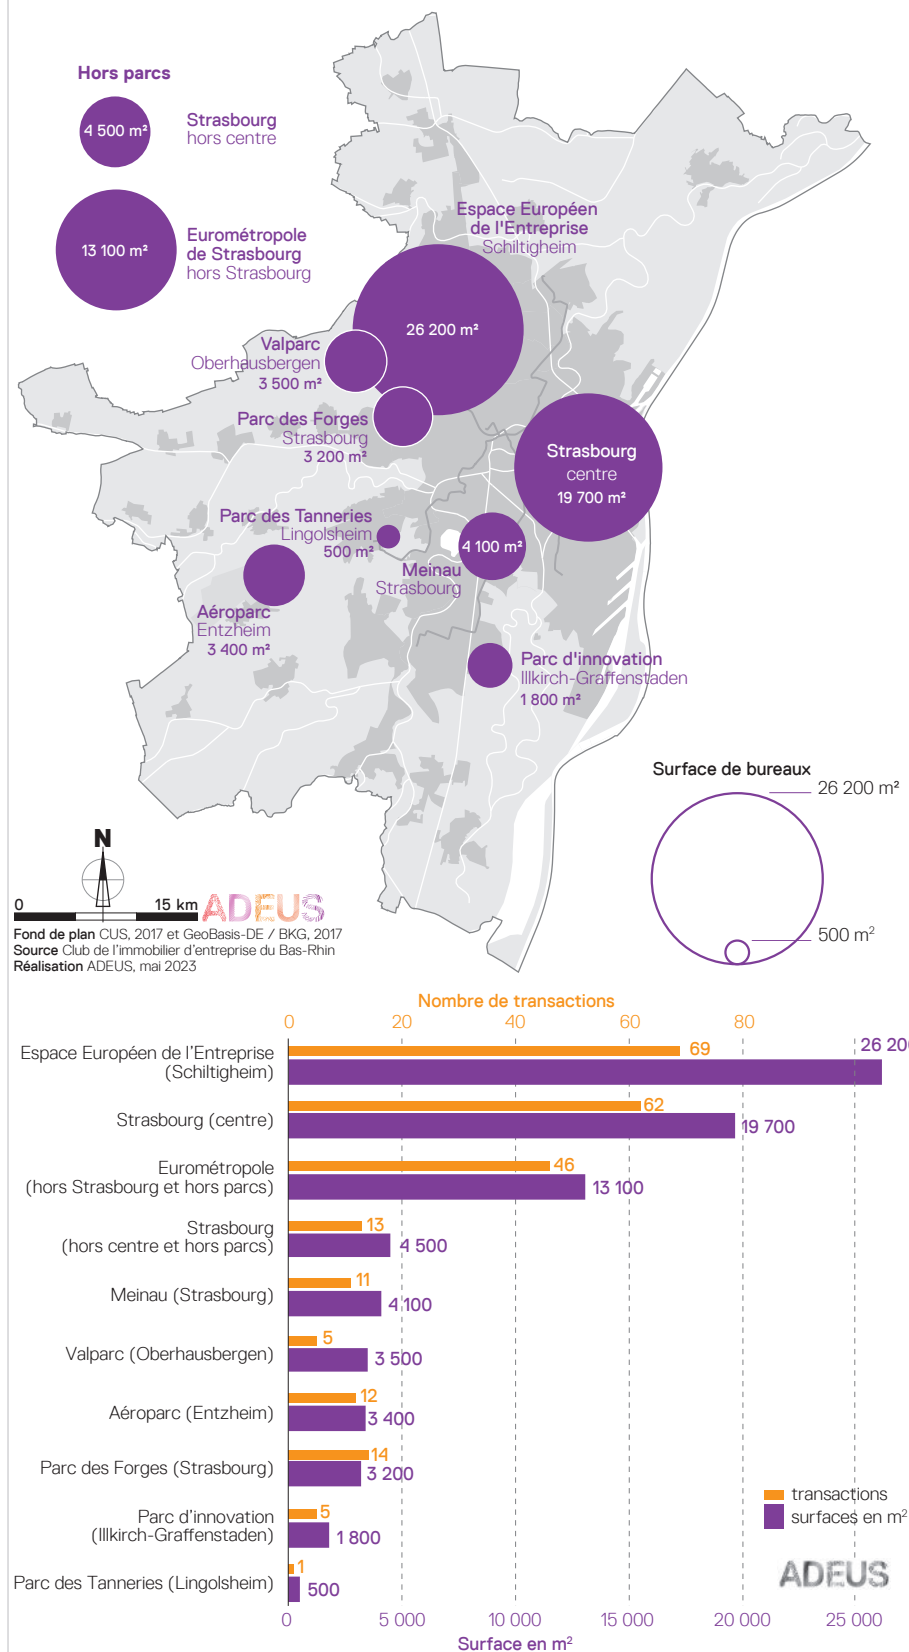 Hors parcs
4 500 m²
Strasbourg
hors centre
13 100 m²
Eurométropole
de Strasbourg
hors Strasbourg
Espace Européen
de l'Entreprise
Schiltigheim
26 200 m²
Valparc
Oberhausbergen
3 500 m²
Parc des Forges
Strasbourg
3 200 m²
Strasbourg
centre
19 700 m²
Parc des Tanneries
Lingolsheim
500 m²
4 100 m²
Meinau
Strasbourg
Aéroparc
Entzheim
3 400 m²
Parc d'innovation
Illkirch-Graffenstaden
1 800 m²
Surface de bureaux
26 200 m²
500 m²
N
0 15 km
ADEUS
Fond de plan CUS, 2017 et GeoBasis-DE / BKG, 2017
Source Club de l'immobilier d'entreprise du Bas-Rhin
Réalisation ADEUS, mai 2023
Nombre de transactions
0 20 40 60 80
Espace Européen de l'Entreprise
(Schiltigheim)
69
26 20
Strasbourg (centre)
62
19 700
Eurométropole
(hors Strasbourg et hors parcs)
46
13 100
Strasbourg
(hors centre et hors parcs)
13
4 500
Meinau (Strasbourg)
11
4 100
Valparc (Oberhausbergen)
5
3 500
Aéroparc (Entzheim)
12
3 400
Parc des Forges (Strasbourg)
14
3 200
Parc d'innovation
(Illkirch-Graffenstaden)
5
1 800
Parc des Tanneries (Lingolsheim)
1
500
transactions
surfaces en m²
ADEUS
0 5 000 10 000 15 000 20 000 25 000
Surface en m²